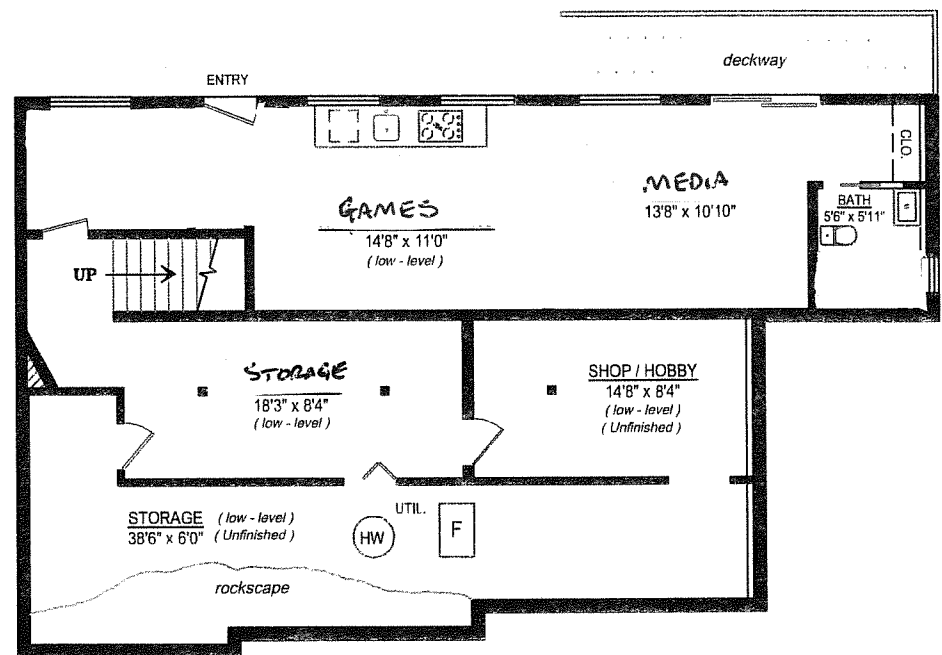 deckway
ENTRY
CLO.
MEDIA
13'8" x 10'10"
BATH
5'6" x 5'11"
GAMES
14'8" x 11'0"
( low - level )
UP
STORAGE
18'3" x 8'4"
( low - level )
SHOP / HOBBY
14'8" x 8'4"
( low - level )
( Unfinished )
STORAGE ( low - level )
38'6" x 6'0" ( Unfinished )
UTIL.
HW
F
rockscape